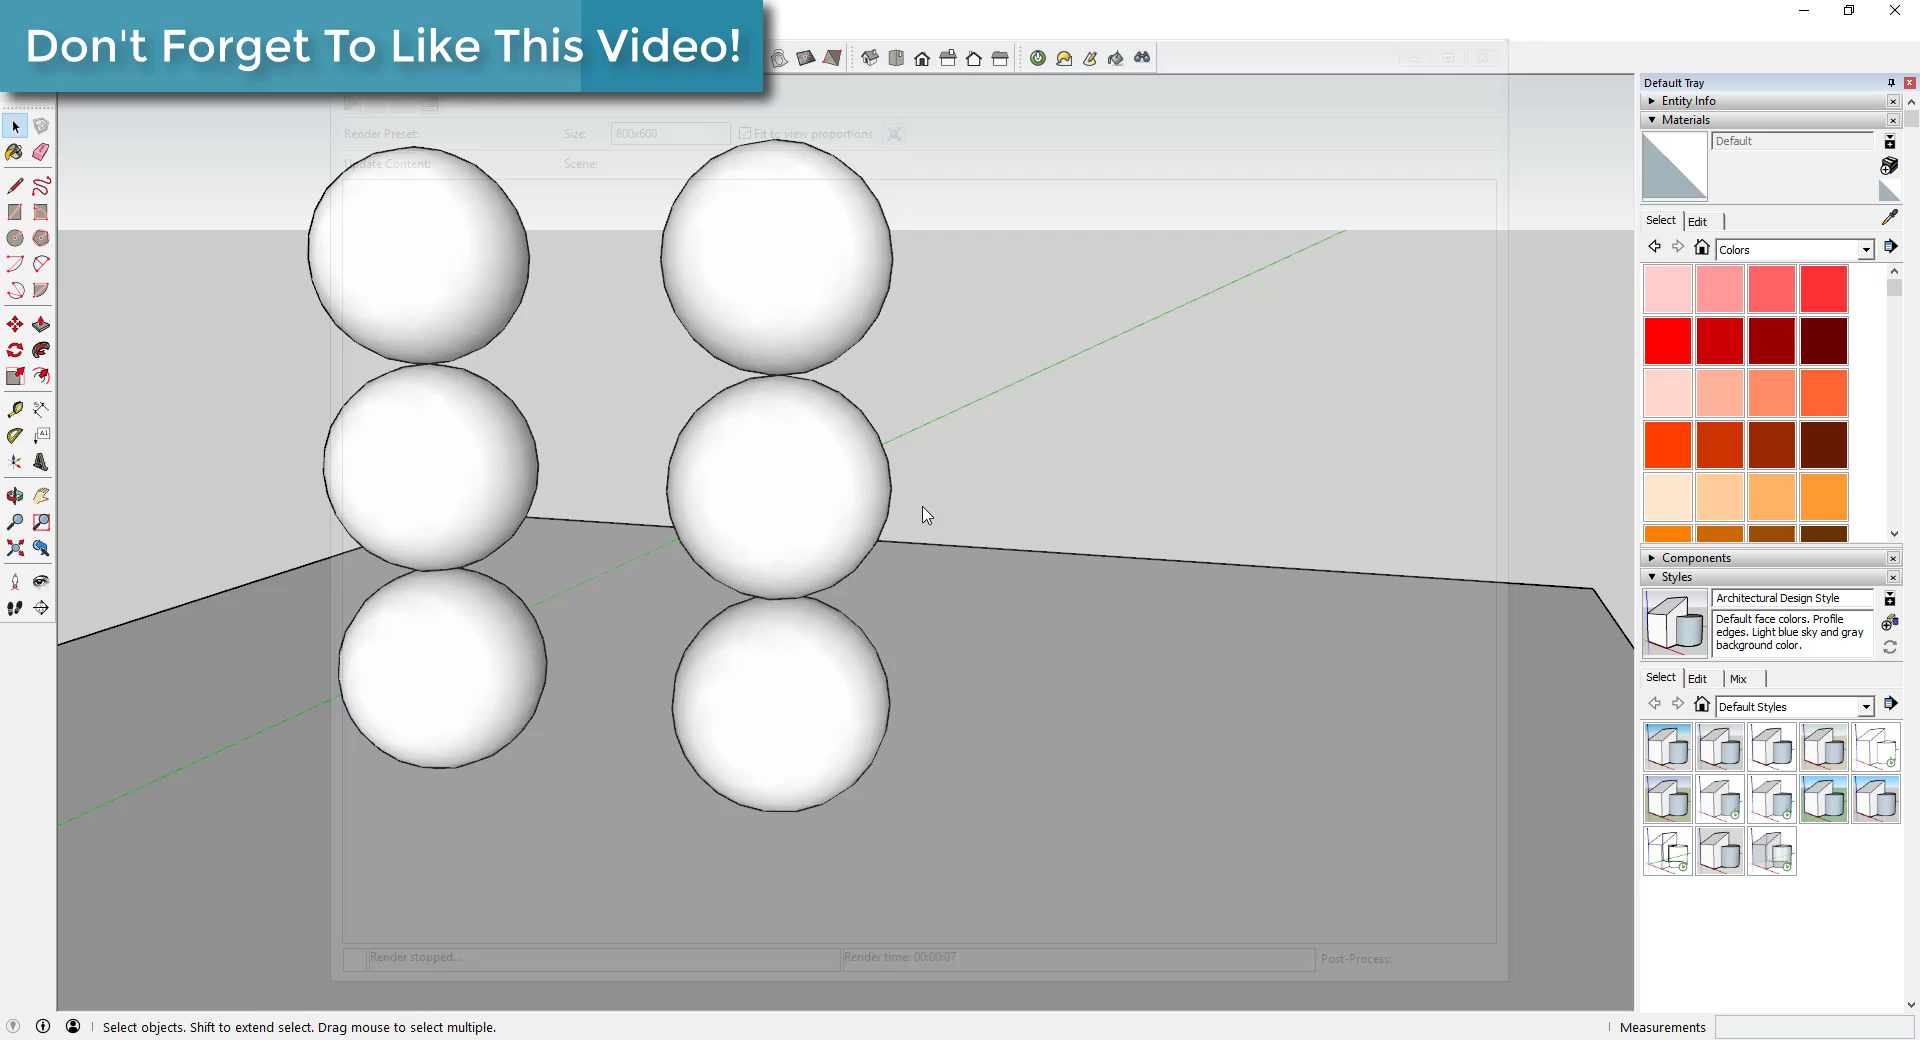 Don't Forget To Like This Video!
Default Tray
Entity Info
Materials
Default
Render Preset:
Size:
800x600
Fit to view proportions
Update Content:
Scene:
Select
Edit
Colors
A1
Components
Styles
Architectural Design Style
Default face colors. Profile
edges. Light blue sky and gray
background color.
Select
Edit
Mix
Default Styles
Render stopped...
Render time: 00:00:07
Post-Process:
Select objects. Shift to extend select. Drag mouse to select multiple.
Measurements